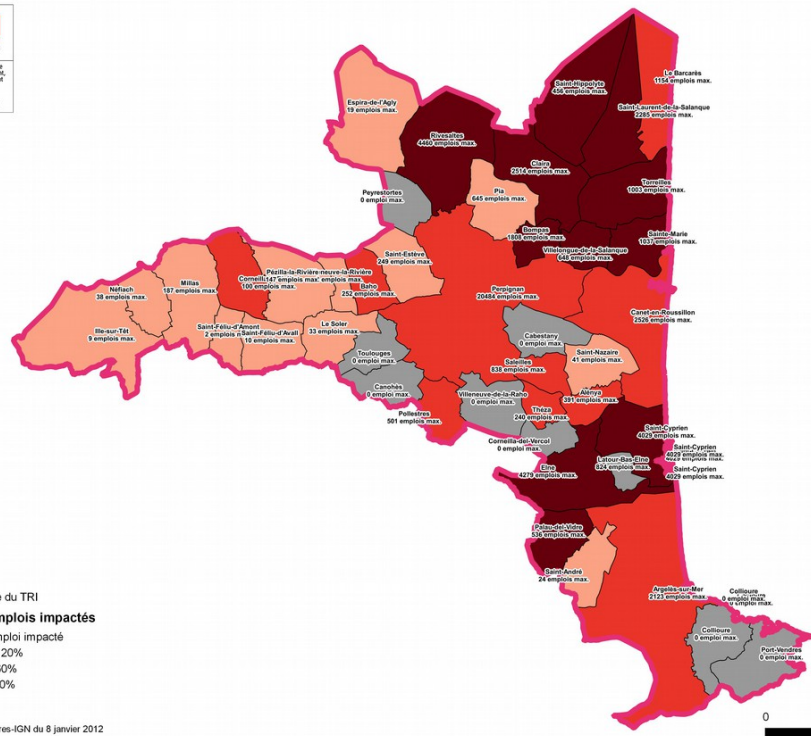 Le Barcarès
1154 emplois max.
Saint-Hippolyte
456 emplois max.
Saint-Laurent-de-la-Salanque
2285 emplois max.
Espira-de-l'Agly
19 emplois max.
Rivesaltes
4460 emplois max.
Claira
2514 emplois max.
Torreilles
1003 emplois max.
Peyrestortes
0 emploi max.
Pia
645 emplois max.
Bompas
1808 emplois max.
Sainte-Marie
1037 emplois max.
Villelongue-de-la-Salanque
648 emplois max.
Saint-Estève
249 emplois max.
Pézilla-la-Rivière
147 emplois max.
neuve-la-Rivière
emplois max.
Corneilla
100 emplois max.
Baho
252 emplois max.
Millas
187 emplois max.
Néfiach
38 emplois max.
Perpignan
20484 emplois max.
Canet-en-Roussillon
2526 emplois max.
Ille-sur-Têt
9 emplois max.
Saint-Féliu-d'Amont
2 emplois
Saint-Féliu-d'Avall
10 emplois max.
Le Soler
33 emplois max.
Cabestany
0 emploi max.
Toulouges
0 emploi max.
Saint-Nazaire
41 emplois max.
Saleilles
838 emplois max.
Canohès
0 emploi max.
Villeneuve-de-la-Raho
0 emploi max.
Alénya
391 emplois max.
Pollestres
501 emplois max.
Théza
240 emplois max.
Saint-Cyprien
4029 emplois max.
Corneilla-del-Vercol
0 emploi max.
Saint-Cyprien
4029 emplois max.
Latour-Bas-Elne
824 emplois max.
Elne
4279 emplois max.
Saint-Cyprien
4029 emplois max.
Palau-del-Vidre
536 emplois max.
Saint-André
24 emplois max.
Argelès-sur-Mer
2123 emplois max.
Collioure
0 emploi max.
0 emploi max.
Collioure
0 emploi max.
Port-Vendres
0 emploi max.
du TRI
mplois impactés
mploi impacté
20%
0%
0%
res-IGN du 8 janvier 2012
0